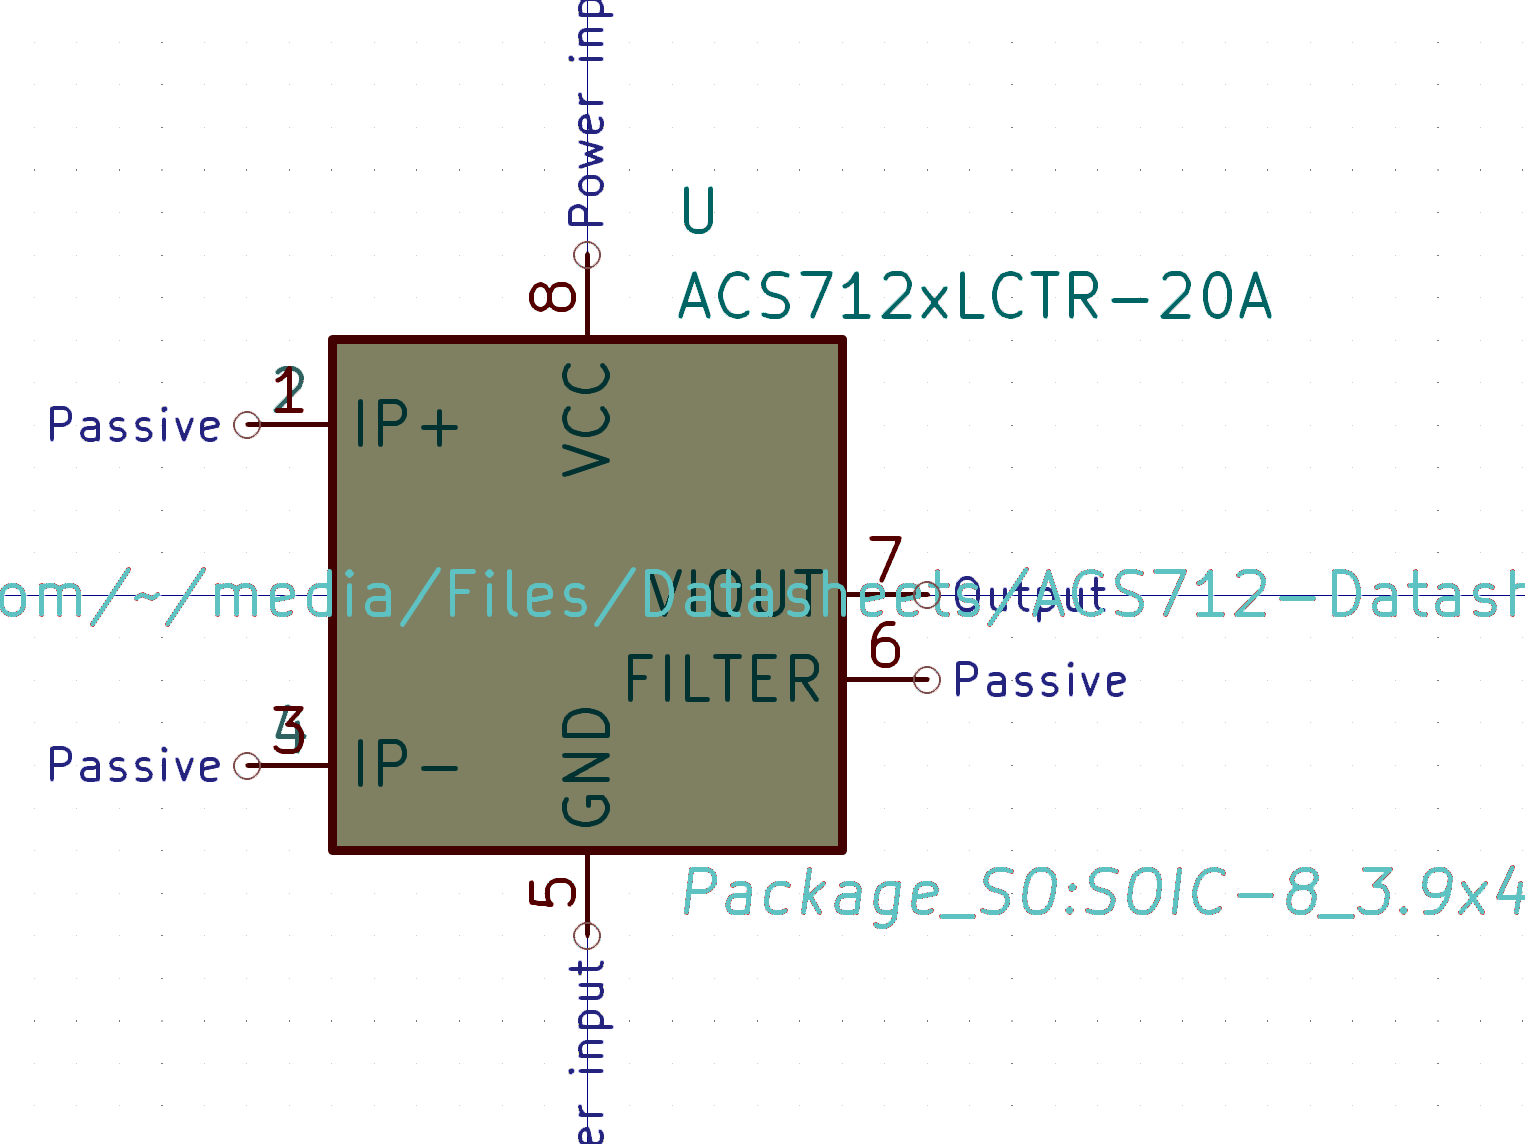 Power inp
U
8
ACS712xLCTR-20A
1
2
Passive
IP+
VCC
7
om/~/media/Files/Datasheets/ACS712-Datash
VIOUT
Output
6
FILTER
Passive
3
4
Passive
IP-
GND
5
Package_SO:SOIC-8_3.9x4
er input